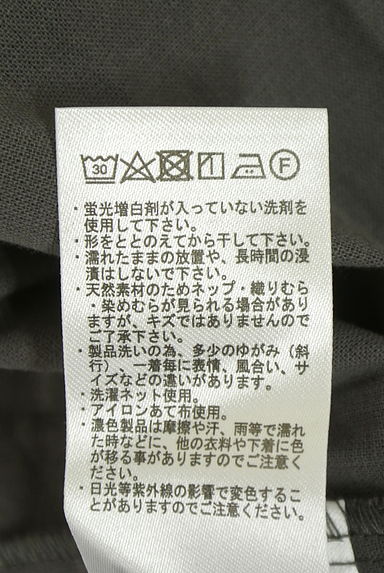 30 F
・蛍光増白剤が入っていない洗剤を
使用して下さい。
・形をととのえてから干して下さい。
・濡れたままの放置や、長時間の浸
漬はしないで下さい。
・天然素材のためネップ・織りむら
・染めむらが見られる場合があり
ますが、キズではありませんので
ご了承下さい。
・製品洗いの為、多少のゆがみ（斜
行）、一着毎に表情、風合い、サ
イズなどの違いがあります。
・洗濯ネット使用。
・アイロンあて布使用。
・濃色製品は摩擦や汗、雨等で濡れ
た時などに、他の衣料や下着に色
が移る事がありますのでご注意く
ださい。
・日光等紫外線の影響で変色するこ
とがありますのでご注意下さい。